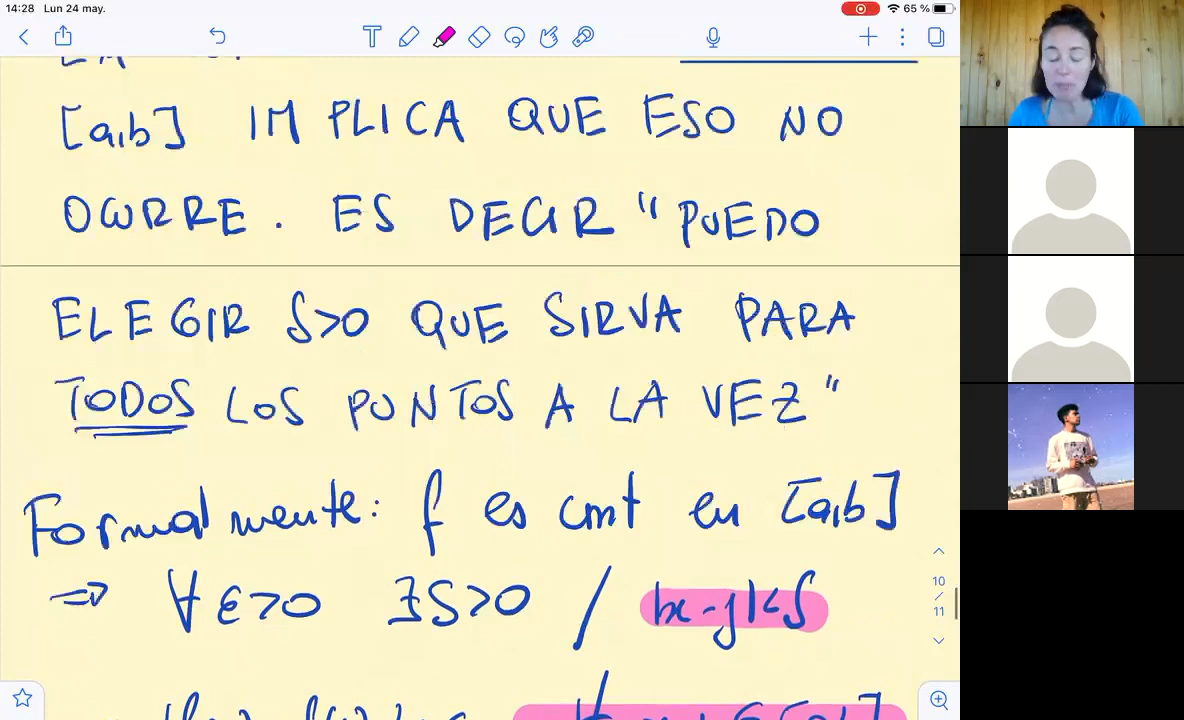 14:28 Lun 24 may. 65 %
[a,b] IMPLICA QUE ESO NO
OCURRE. ES DECIR "PUEDO
ELEGIR δ>0 QUE SIRVA PARA
TODOS LOS PUNTOS A LA VEZ"
Formalmente: f es cont en [a,b]
⇒ ∀ ε>0 ∃δ>0 / |x-y|<δ
10
/
11